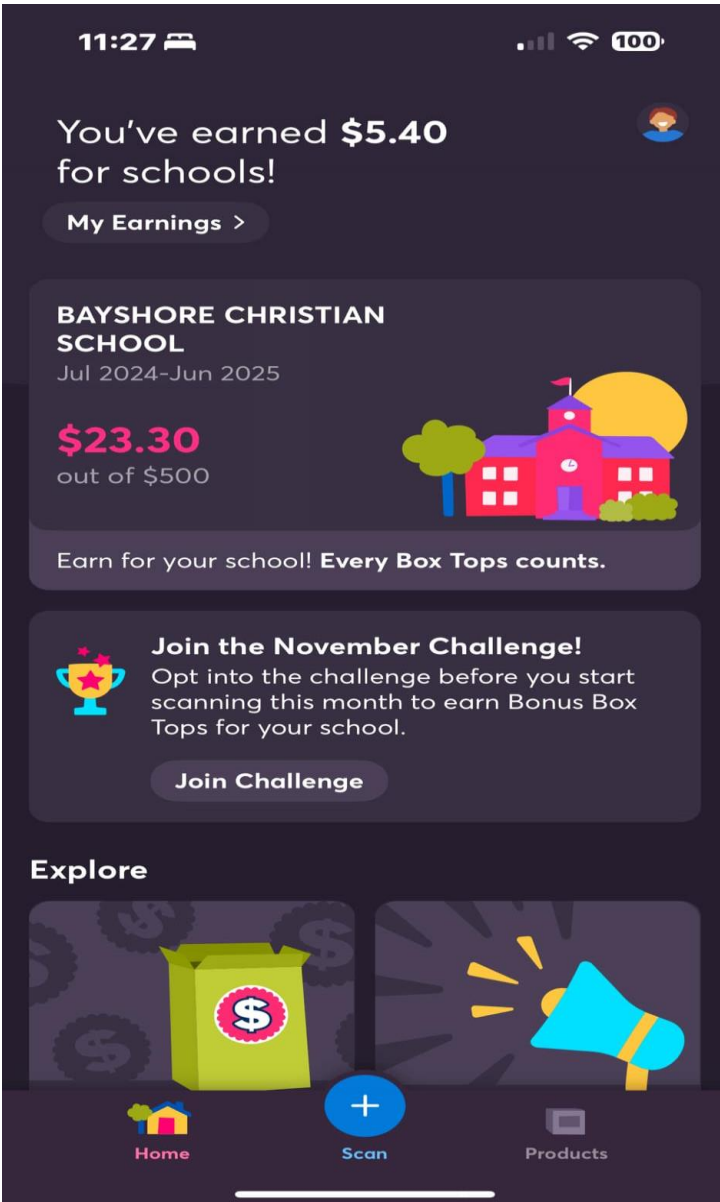 11:27
100
You've earned $5.40
for schools!
My Earnings >
BAYSHORE CHRISTIAN
SCHOOL
Jul 2024-Jun 2025
$23.30
out of $500
Earn for your school! Every Box Tops counts.
Join the November Challenge!
Opt into the challenge before you start
scanning this month to earn Bonus Box
Tops for your school.
Join Challenge
Explore
$
$
$
$
Home
Scan
Products